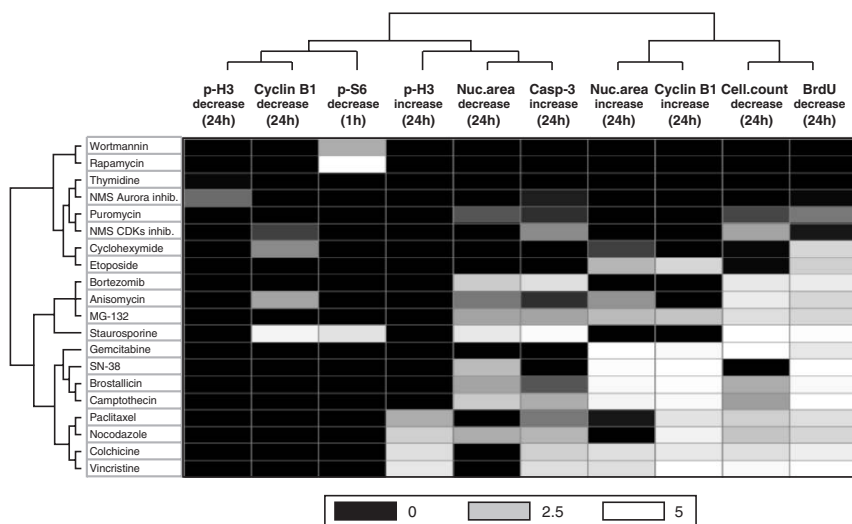 p-H3 Cyclin B1 p-S6 p-H3 Nuc.area Casp-3 Nuc.area Cyclin B1 Cell.count BrdU
decrease decrease decrease increase decrease increase increase increase decrease decrease
(24h) (24h) (1h) (24h) (24h) (24h) (24h) (24h) (24h) (24h)
Wortmannin
Rapamycin
Thymidine
NMS Aurora inhib.
Puromycin
NMS CDKs inhib.
Cyclohexymide
Etoposide
Bortezomib
Anisomycin
MG-132
Staurosporine
Gemcitabine
SN-38
Brostallicin
Camptothecin
Paclitaxel
Nocodazole
Colchicine
Vincristine
0 2.5 5